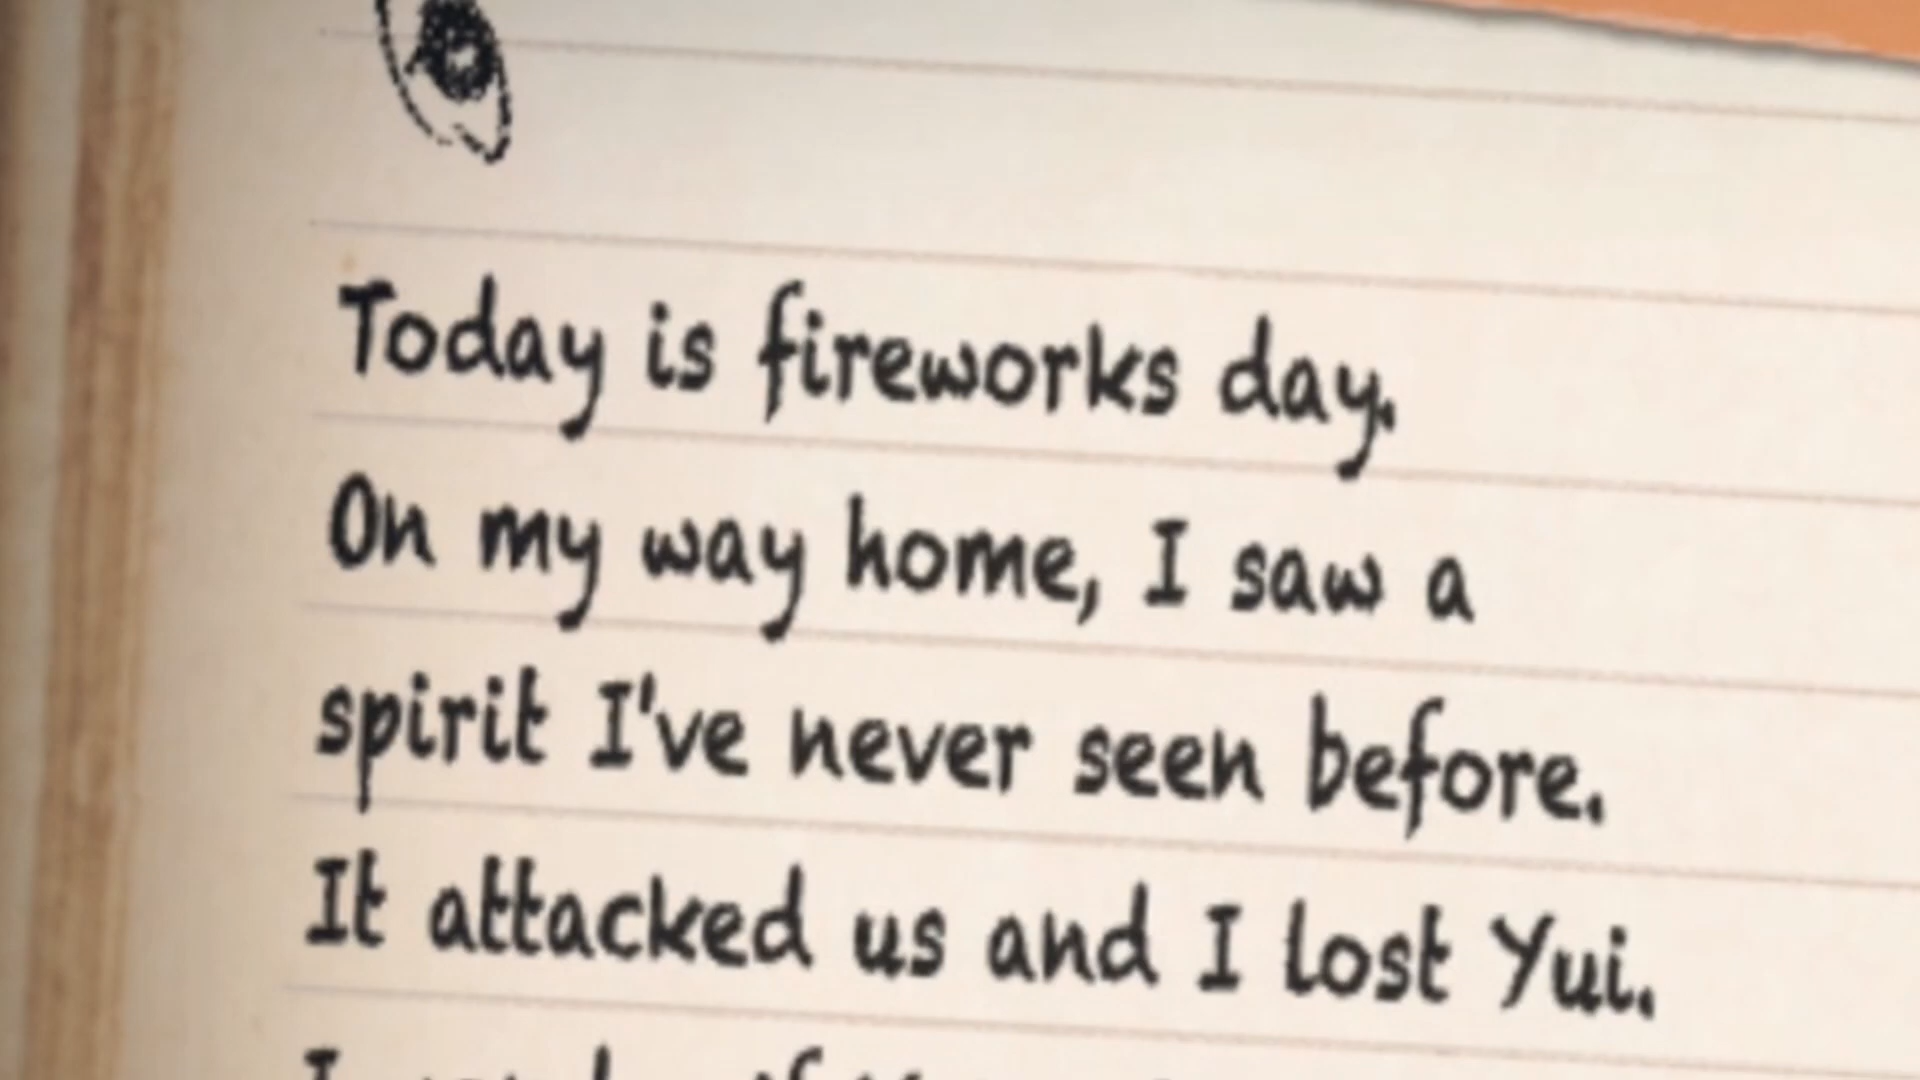 Today is fireworks day.
On my way home, I saw a
spirit I've never seen before.
It attacked us and I lost Yui.
I